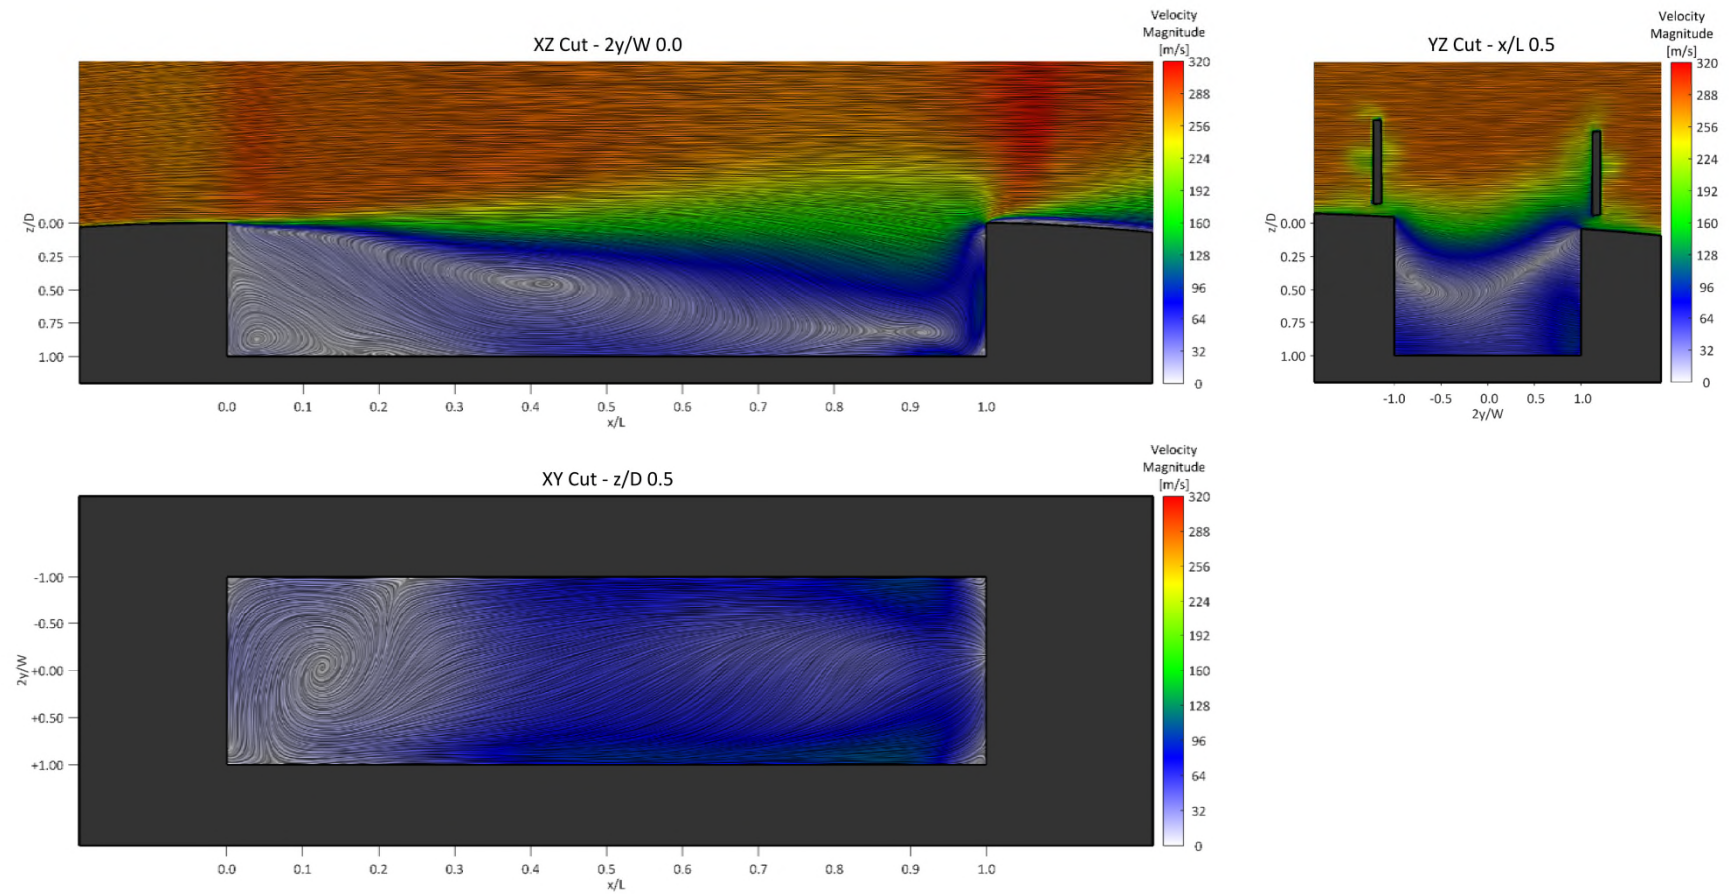 XZ Cut - 2y/W 0.0
Velocity
Magnitude
[m/s]
320
288
256
224
192
160
128
96
64
32
0
z/D
0.00
0.25
0.50
0.75
1.00
0.0 0.1 0.2 0.3 0.4 0.5 0.6 0.7 0.8 0.9 1.0
x/L
YZ Cut - x/L 0.5
Velocity
Magnitude
[m/s]
320
288
256
224
192
160
128
96
64
32
0
z/D
0.00
0.25
0.50
0.75
1.00
-1.0 -0.5 0.0 0.5 1.0
2y/W
XY Cut - z/D 0.5
Velocity
Magnitude
[m/s]
320
288
256
224
192
160
128
96
64
32
0
2y/W
-1.00
-0.50
+0.00
+0.50
+1.00
0.0 0.1 0.2 0.3 0.4 0.5 0.6 0.7 0.8 0.9 1.0
x/L